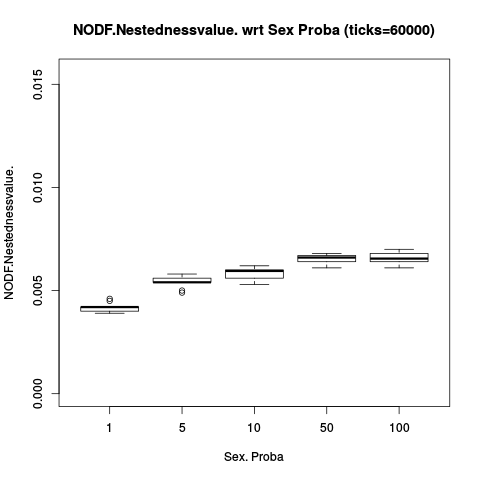 NODF.Nestednessvalue. wrt Sex Proba (ticks=60000)
NODF.Nestednessvalue.
0.015
0.010
0.005
0.000
1 5 10 50 100
Sex. Proba